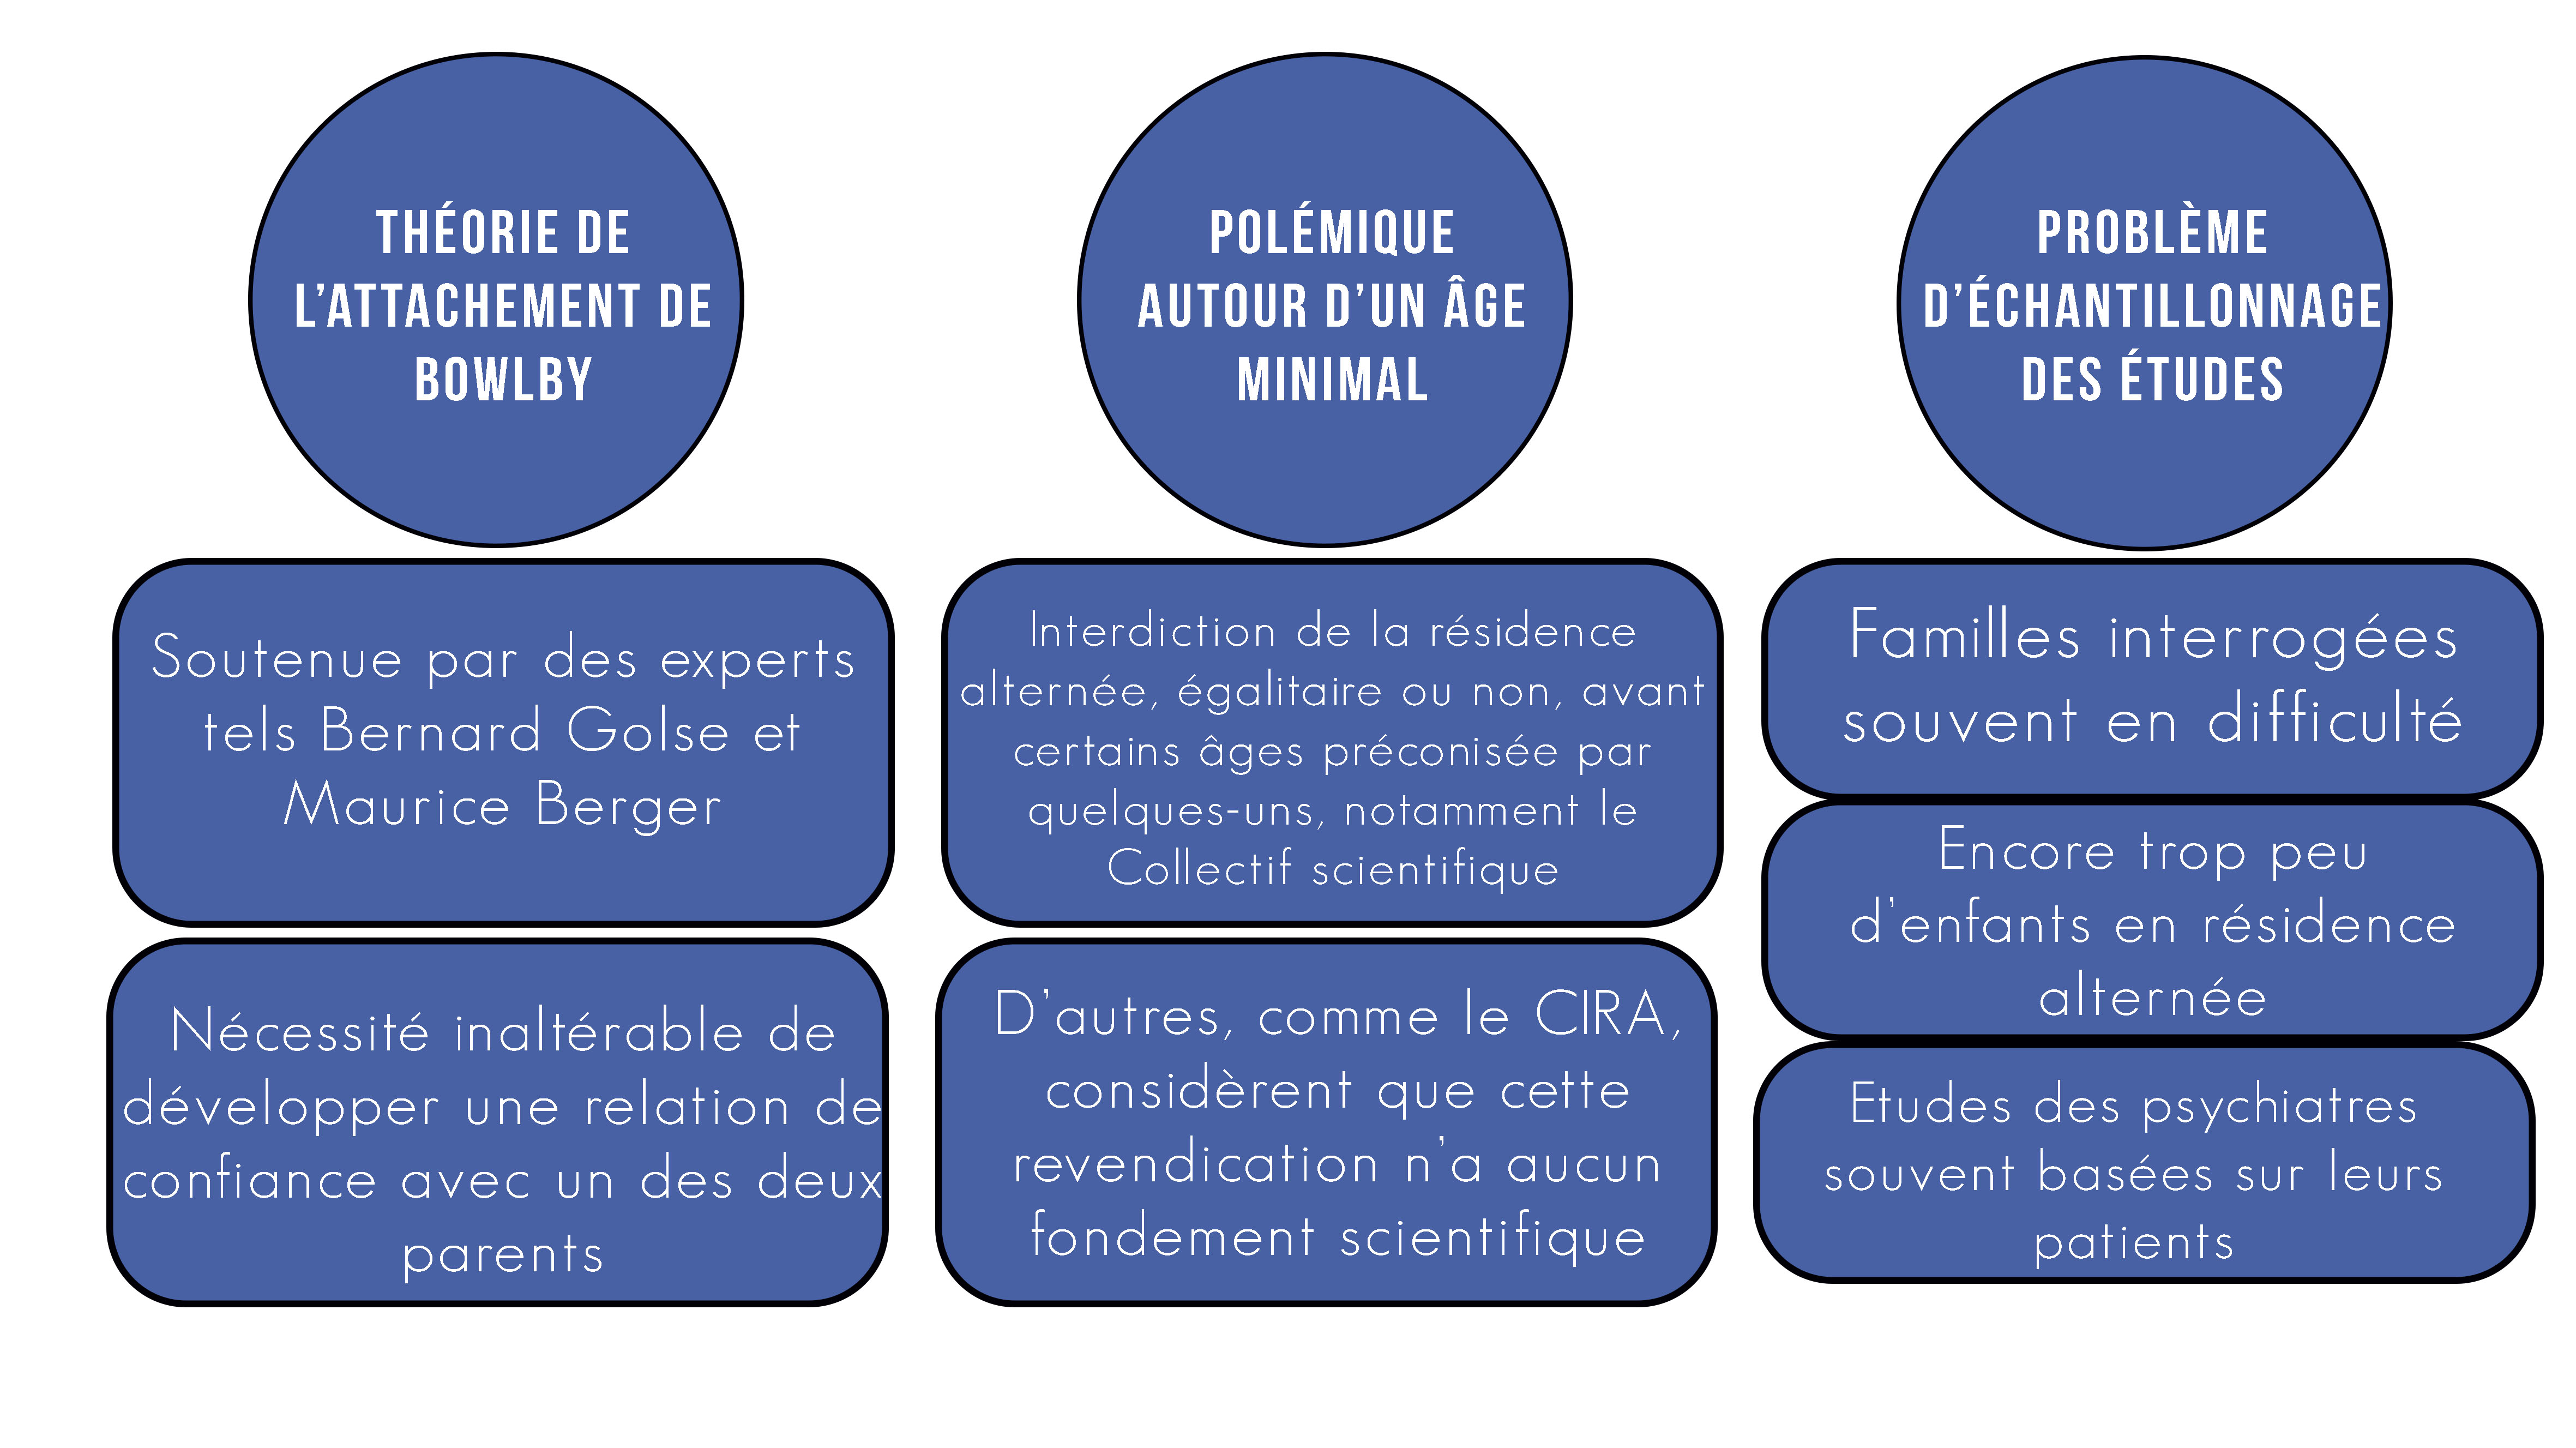 THÉORIE DE
L’ATTACHEMENT DE
BOWLBY
Soutenue par des experts
tels Bernard Golse et
Maurice Berger
Nécessité inaltérable de
développer une relation de
confiance avec un des deux
parents
POLÉMIQUE
AUTOUR D’UN ÂGE
MINIMAL
Interdiction de la résidence
alternée, égalitaire ou non, avant
certains âges préconisée par
quelques-uns, notamment le
Collectif scientifique
D’autres, comme le CIRA,
considèrent que cette
revendication n’a aucun
fondement scientifique
PROBLÈME
D’ÉCHANTILLONNAGE
DES ÉTUDES
Familles interrogées
souvent en difficulté
Encore trop peu
d’enfants en résidence
alternée
Etudes des psychiatres
souvent basées sur leurs
patients